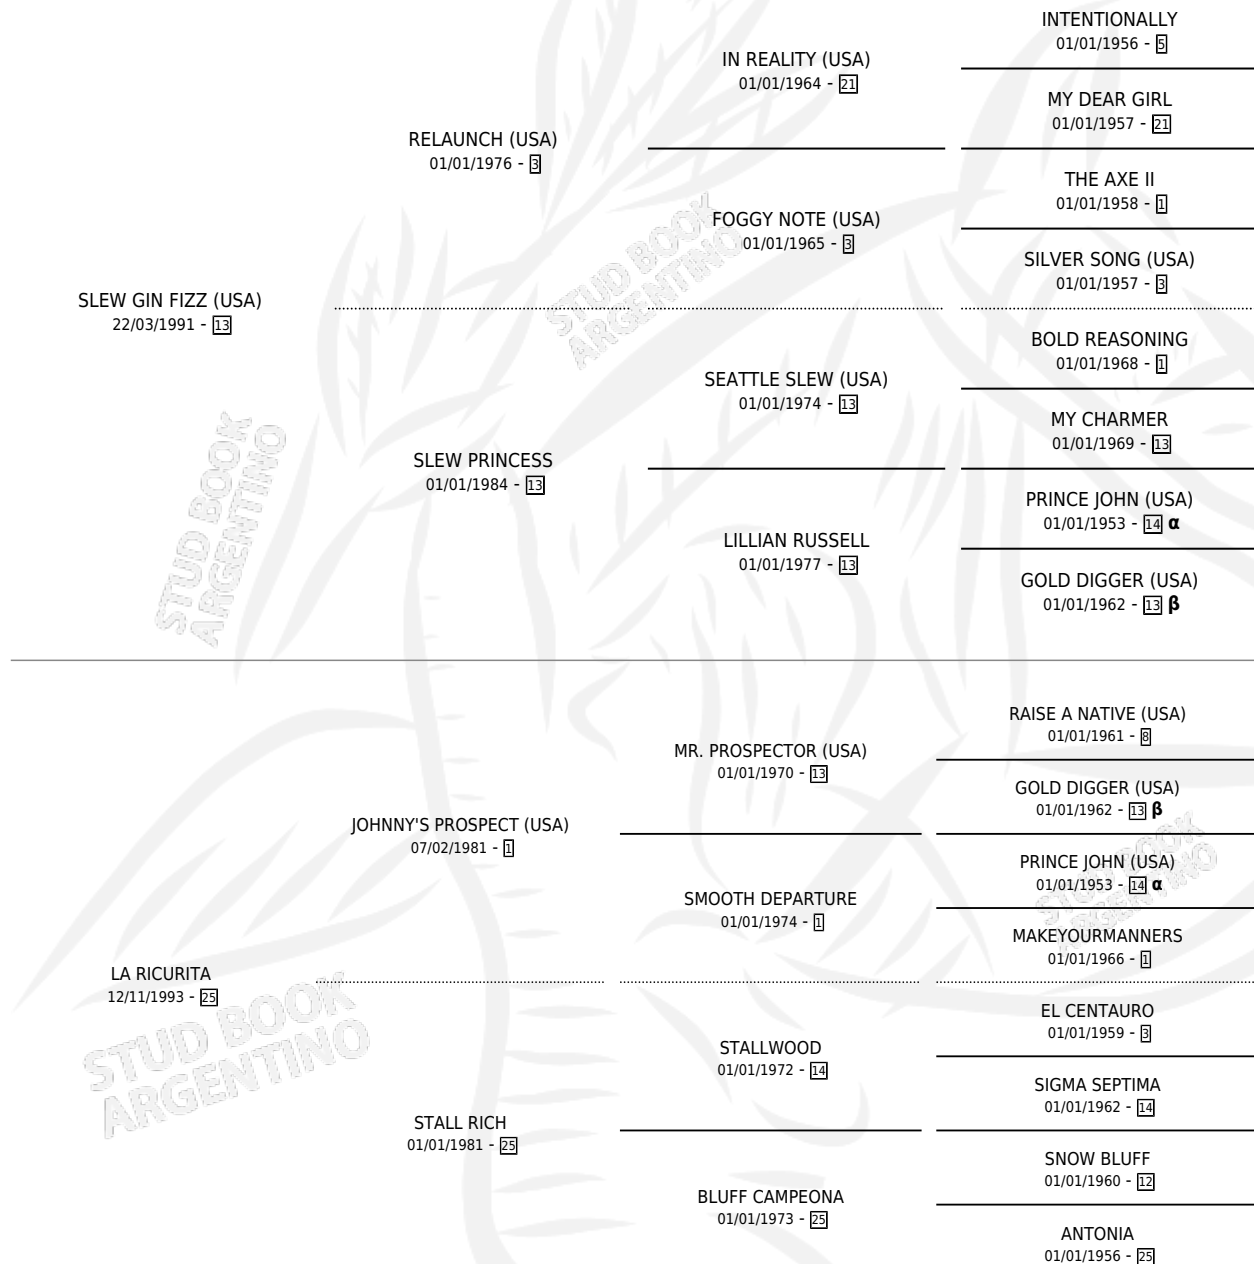 INTENTIONALLY
01/01/1956 - 5
IN REALITY (USA)
01/01/1964 - 21
MY DEAR GIRL
01/01/1957 - 21
RELAUNCH (USA)
01/01/1976 - 3
THE AXE II
01/01/1958 - 1
FOGGY NOTE (USA)
01/01/1965 - 3
SILVER SONG (USA)
01/01/1957 - 3
SLEW GIN FIZZ (USA)
22/03/1991 - 13
BOLD REASONING
01/01/1968 - 1
SEATTLE SLEW (USA)
01/01/1974 - 13
MY CHARMER
01/01/1969 - 13
SLEW PRINCESS
01/01/1984 - 13
PRINCE JOHN (USA)
01/01/1953 - 14 α
LILLIAN RUSSELL
01/01/1977 - 13
GOLD DIGGER (USA)
01/01/1962 - 13 β
RAISE A NATIVE (USA)
01/01/1961 - 8
MR. PROSPECTOR (USA)
01/01/1970 - 13
GOLD DIGGER (USA)
01/01/1962 - 13 β
JOHNNY'S PROSPECT (USA)
07/02/1981 - 1
PRINCE JOHN (USA)
01/01/1953 - 14 α
SMOOTH DEPARTURE
01/01/1974 - 1
MAKEYOURMANNERS
01/01/1966 - 1
LA RICURITA
12/11/1993 - 25
EL CENTAURO
01/01/1959 - 3
STALLWOOD
01/01/1972 - 14
SIGMA SEPTIMA
01/01/1962 - 14
STALL RICH
01/01/1981 - 25
SNOW BLUFF
01/01/1960 - 12
BLUFF CAMPEONA
01/01/1973 - 25
ANTONIA
01/01/1956 - 25
STUD BOOK
ARGENTINO
STUD BOOK
ARGENTINO
STUD BOOK
ARGENTINO
STUD BOOK
ARGENTINO